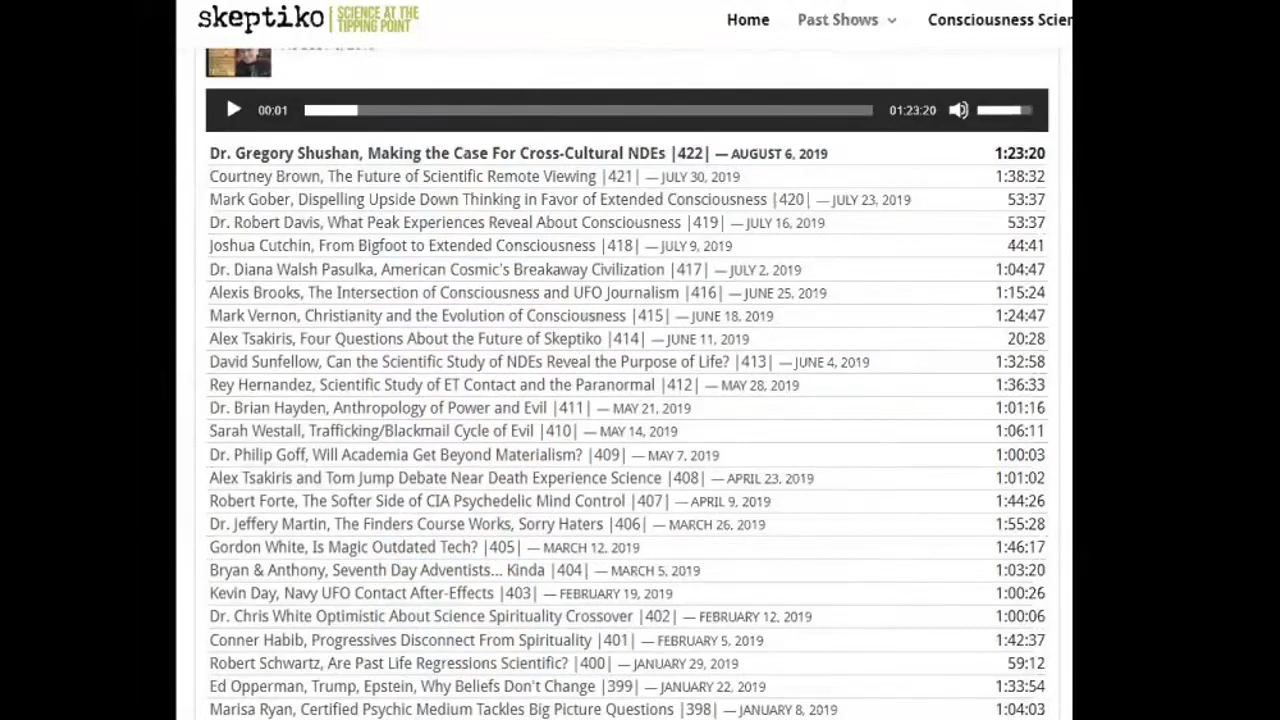 skeptiko | SCIENCE AT THE TIPPING POINT
Home Past Shows Consciousness Scien
00:01 01:23:20
Dr. Gregory Shushan, Making the Case For Cross-Cultural NDEs |422| — AUGUST 6, 2019 1:23:20
Courtney Brown, The Future of Scientific Remote Viewing |421| — JULY 30, 2019 1:38:32
Mark Gober, Dispelling Upside Down Thinking in Favor of Extended Consciousness |420| — JULY 23, 2019 53:37
Dr. Robert Davis, What Peak Experiences Reveal About Consciousness |419| — JULY 16, 2019 53:37
Joshua Cutchin, From Bigfoot to Extended Consciousness |418| — JULY 9, 2019 44:41
Dr. Diana Walsh Pasulka, American Cosmic's Breakaway Civilization |417| — JULY 2, 2019 1:04:47
Alexis Brooks, The Intersection of Consciousness and UFO Journalism |416| — JUNE 25, 2019 1:15:24
Mark Vernon, Christianity and the Evolution of Consciousness |415| — JUNE 18, 2019 1:24:47
Alex Tsakiris, Four Questions About the Future of Skeptiko |414| — JUNE 11, 2019 20:28
David Sunfellow, Can the Scientific Study of NDEs Reveal the Purpose of Life? |413| — JUNE 4, 2019 1:32:58
Rey Hernandez, Scientific Study of ET Contact and the Paranormal |412| — MAY 28, 2019 1:36:33
Dr. Brian Hayden, Anthropology of Power and Evil |411| — MAY 21, 2019 1:01:16
Sarah Westall, Trafficking/Blackmail Cycle of Evil |410| — MAY 14, 2019 1:06:11
Dr. Philip Goff, Will Academia Get Beyond Materialism? |409| — MAY 7, 2019 1:00:03
Alex Tsakiris and Tom Jump Debate Near Death Experience Science |408| — APRIL 23, 2019 1:01:02
Robert Forte, The Softer Side of CIA Psychedelic Mind Control |407| — APRIL 9, 2019 1:44:26
Dr. Jeffery Martin, The Finders Course Works, Sorry Haters |406| — MARCH 26, 2019 1:55:28
Gordon White, Is Magic Outdated Tech? |405| — MARCH 12, 2019 1:46:17
Bryan & Anthony, Seventh Day Adventists... Kinda |404| — MARCH 5, 2019 1:03:20
Kevin Day, Navy UFO Contact After-Effects |403| — FEBRUARY 19, 2019 1:00:26
Dr. Chris White Optimistic About Science Spirituality Crossover |402| — FEBRUARY 12, 2019 1:00:06
Conner Habib, Progressives Disconnect From Spirituality |401| — FEBRUARY 5, 2019 1:42:37
Robert Schwartz, Are Past Life Regressions Scientific? |400| — JANUARY 29, 2019 59:12
Ed Opperman, Trump, Epstein, Why Beliefs Don't Change |399| — JANUARY 22, 2019 1:33:54
Marisa Ryan, Certified Psychic Medium Tackles Big Picture Questions |398| — JANUARY 8, 2019 1:04:03